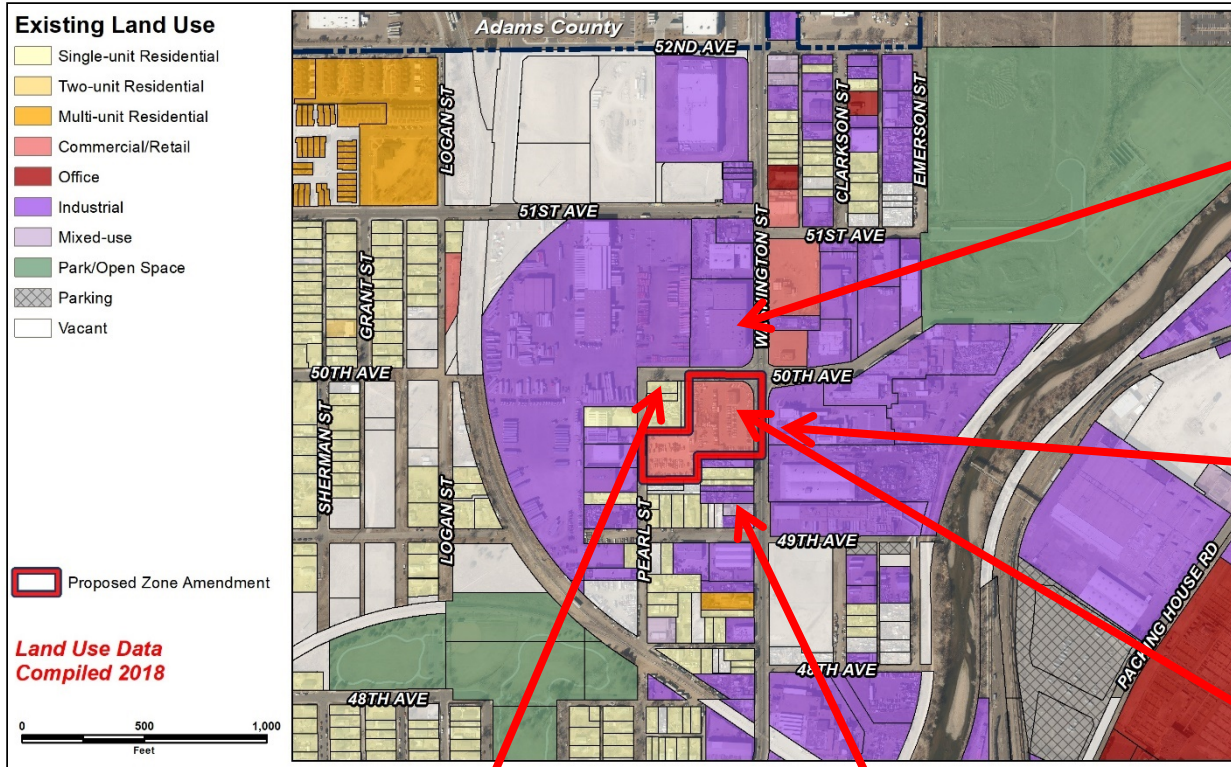 Existing Land Use
Single-unit Residential
Two-unit Residential
Multi-unit Residential
Commercial/Retail
Office
Industrial
Mixed-use
Park/Open Space
Parking
Vacant
Proposed Zone Amendment
Land Use Data
Compiled 2018
0 500 1,000
Feet
Adams County
52ND AVE
LOGAN ST
CLARKSON ST
EMERSON ST
51ST AVE
51ST AVE
GRANT ST
WASHINGTON ST
50TH AVE
50TH AVE
SHERMAN ST
LOGAN ST
PEARL ST
49TH AVE
PACKING HOUSE RD
48TH AVE
48TH AVE